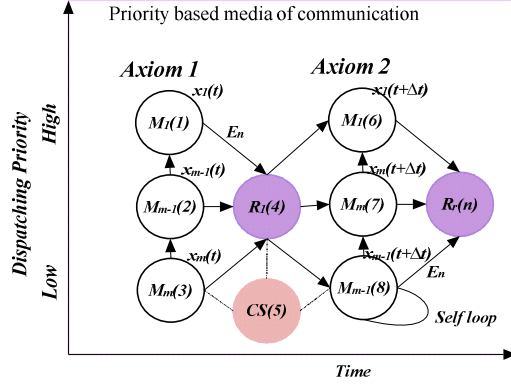 Priority based media of communication
Axiom 1
Axiom 2
x1(t)
x1(t+Δt)
M1(1)
En
M1(6)
xm-1(t)
xm(t+Δt)
Mm-1(2)
R1(4)
Mm(7)
Rr(n)
xm(t)
xm-1(t+Δt)
Mm(3)
CS(5)
Mm-1(8)
En
Self loop
Dispatching Priority
Low
High
Time